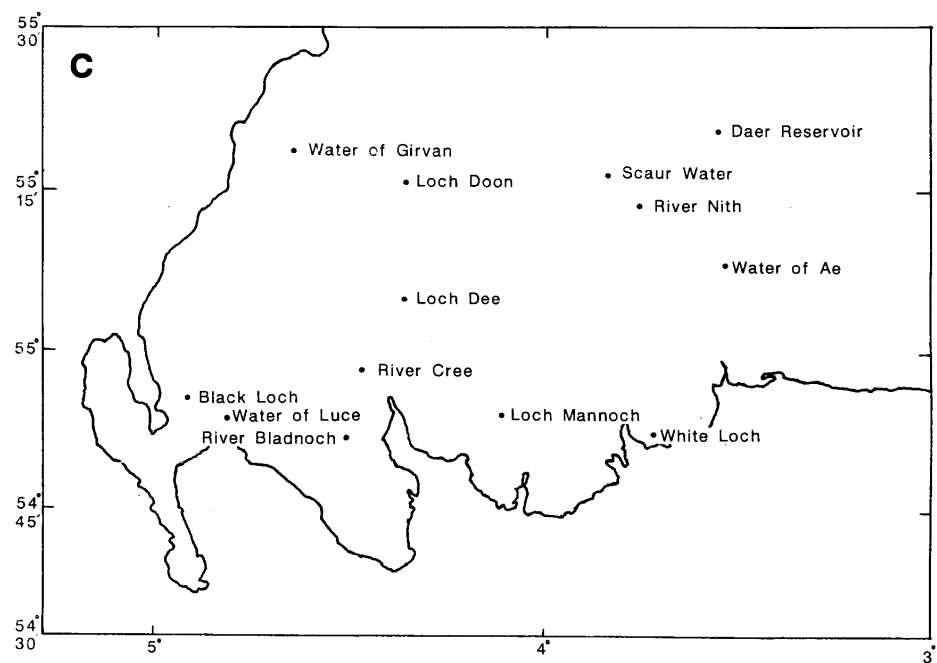 55°
30'
C
Daer Reservoir
Water of Girvan
Scaur Water
Loch Doon
55°
15'
River Nith
Water of Ae
Loch Dee
55°
River Cree
Black Loch
Water of Luce
Loch Mannoch
River Bladnoch
White Loch
54°
45'
54°
30'
5°
4°
3°